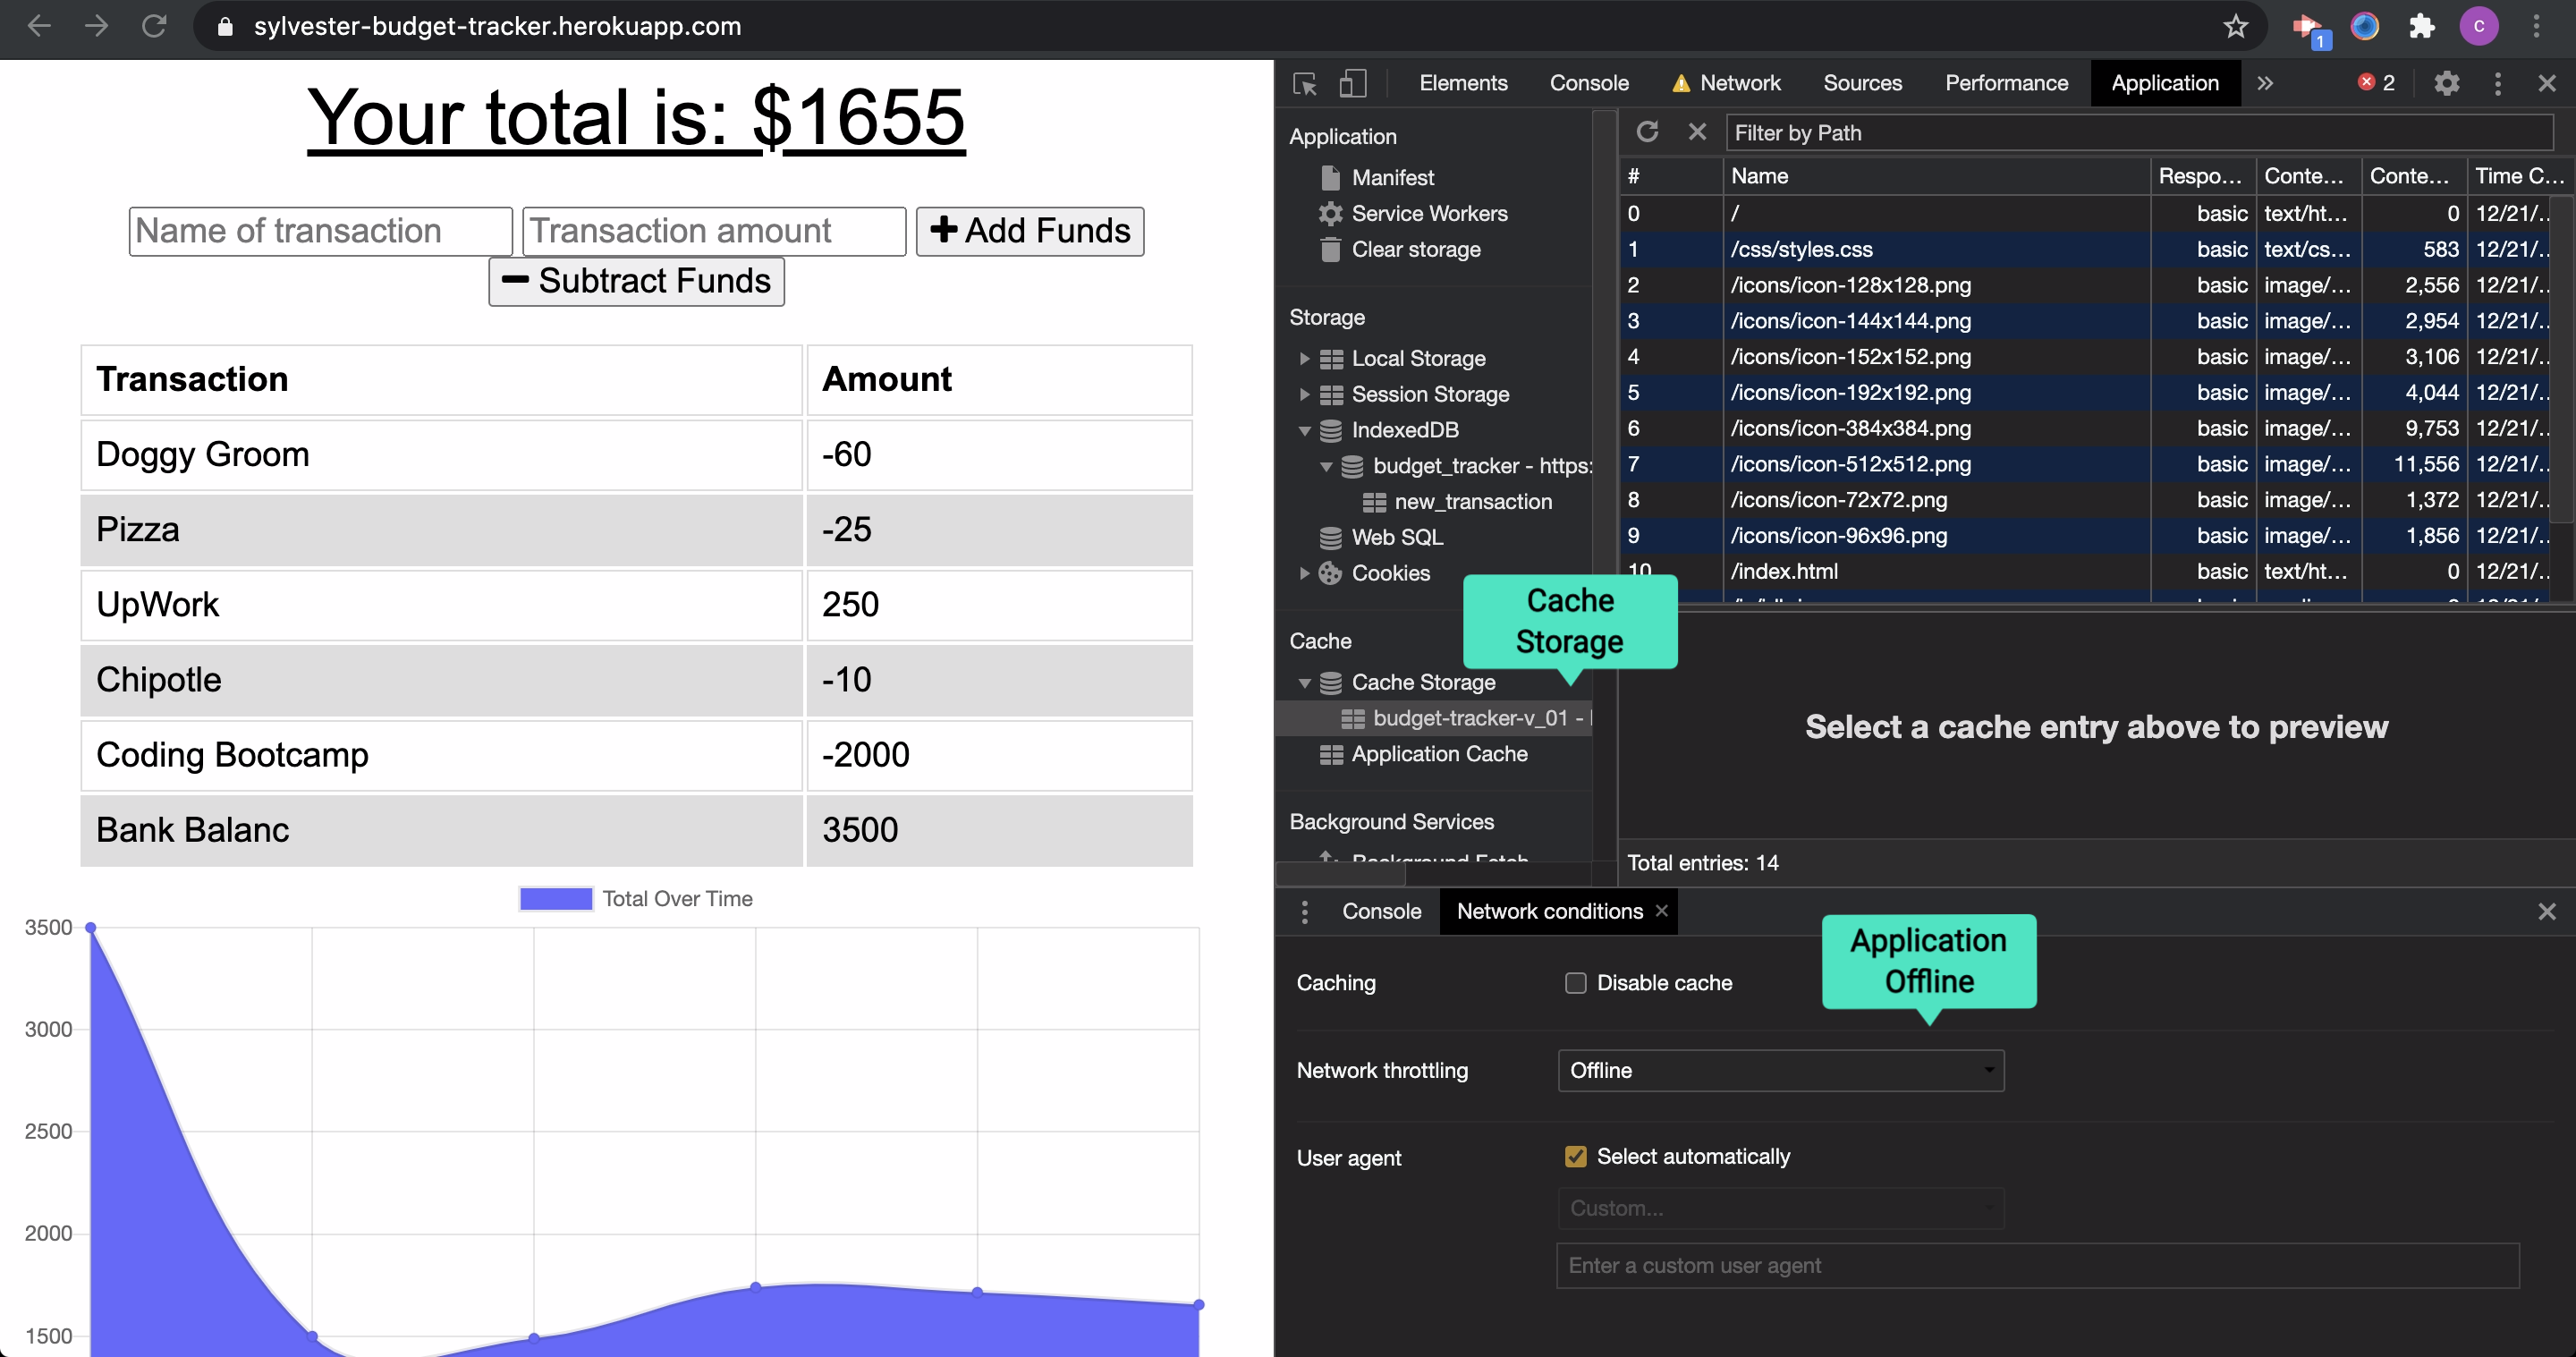 sylvester-budget-tracker.herokuapp.com
1
C
Your total is: $1655
Name of transaction
Transaction amount
Add Funds
Subtract Funds
Transaction Amount
Doggy Groom -60
Pizza -25
UpWork 250
Chipotle -10
Coding Bootcamp -2000
Bank Balanc 3500
Total Over Time
3500
3000
2500
2000
1500
Elements Console Network Sources Performance Application » 2
Application
Manifest
Service Workers
Clear storage
Storage
Local Storage
Session Storage
IndexedDB
budget_tracker - https:
new_transaction
Web SQL
Cookies
Cache
Cache Storage
budget-tracker-v_01 -
Application Cache
Background Services
Background Fetch
Filter by Path
# Name Respo... Conte... Conte... Time C...
0 / basic text/ht... 0 12/21/..
1 /css/styles.css basic text/cs... 583 12/21/..
2 /icons/icon-128x128.png basic image/... 2,556 12/21/..
3 /icons/icon-144x144.png basic image/... 2,954 12/21/..
4 /icons/icon-152x152.png basic image/... 3,106 12/21/..
5 /icons/icon-192x192.png basic image/... 4,044 12/21/..
6 /icons/icon-384x384.png basic image/... 9,753 12/21/..
7 /icons/icon-512x512.png basic image/... 11,556 12/21/..
8 /icons/icon-72x72.png basic image/... 1,372 12/21/..
9 /icons/icon-96x96.png basic image/... 1,856 12/21/..
10 /index.html basic text/ht... 0 12/21/..
Cache
Storage
Select a cache entry above to preview
Total entries: 14
Console Network conditions
Application
Offline
Caching Disable cache
Network throttling Offline
User agent Select automatically
Custom...
Enter a custom user agent